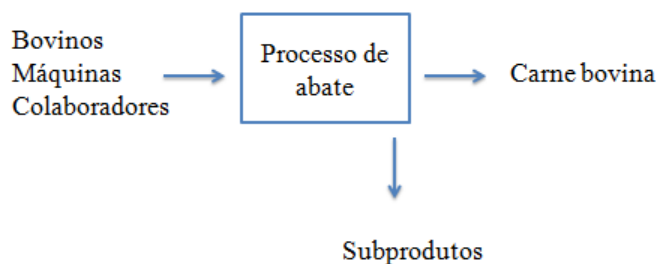 Bovinos
Máquinas
Colaboradores
Processo de
abate
Carne bovina
Subprodutos